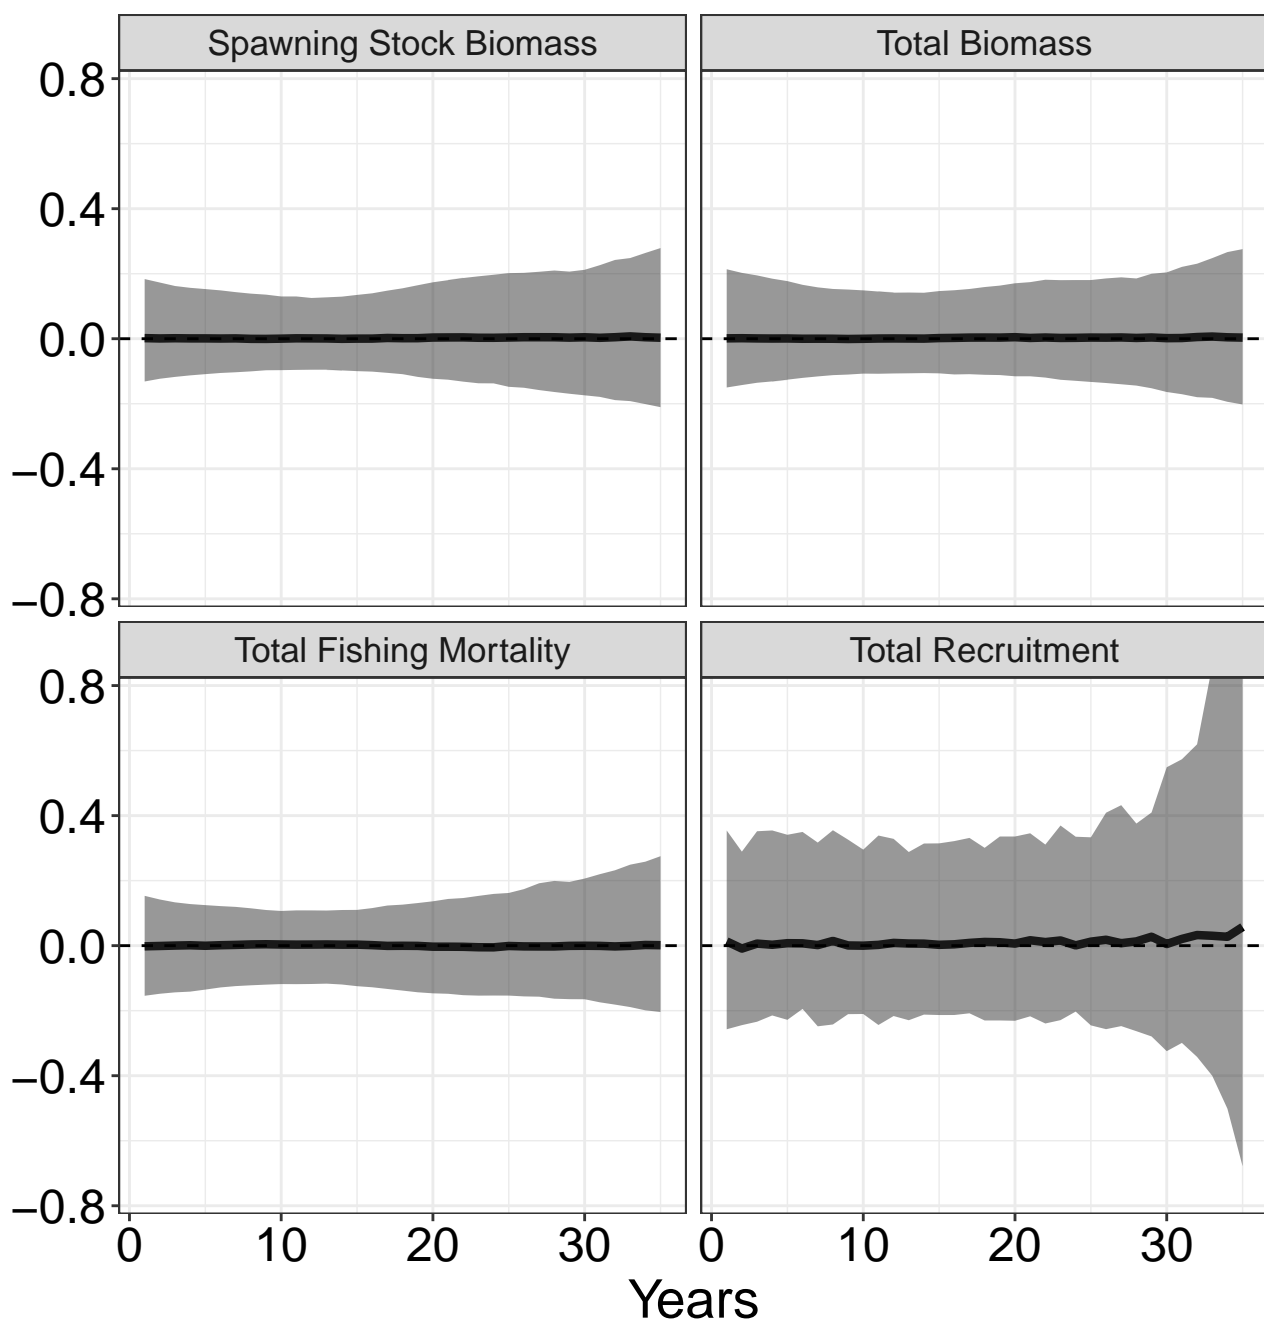 Spawning Stock Biomass
Total Biomass
0.8
0.4
0.0
−0.4
−0.8
Total Fishing Mortality
Total Recruitment
0.8
0.4
0.0
−0.4
−0.8
0 10 20 30 0 10 20 30
Years